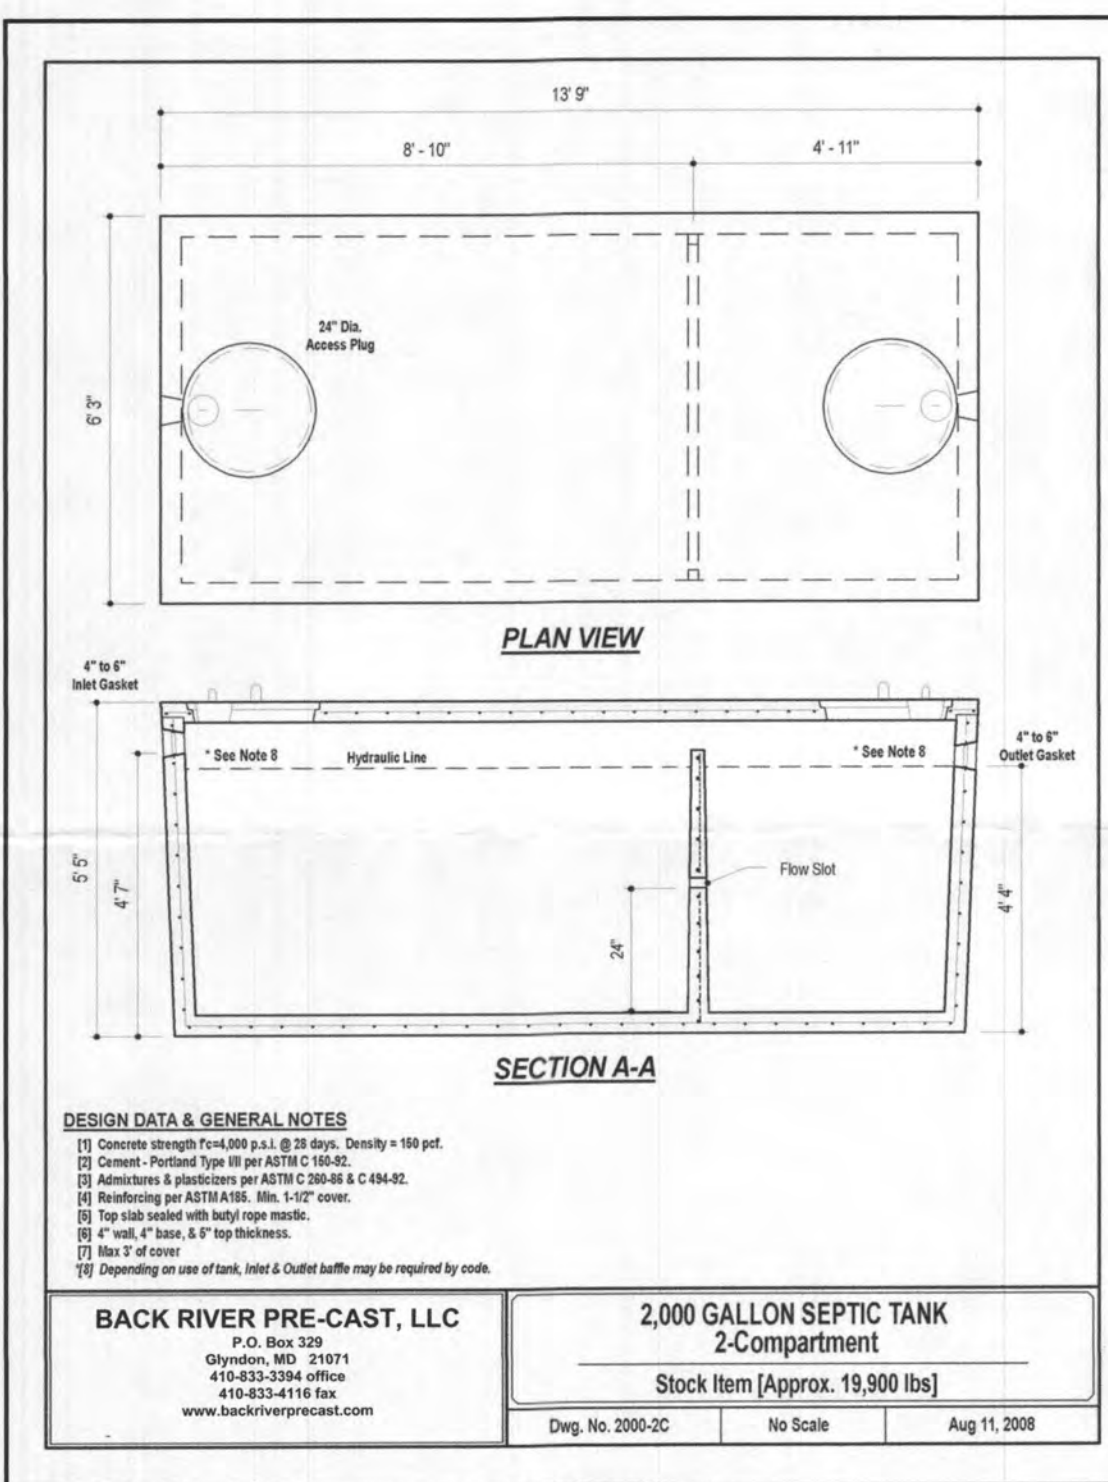 13' 9"
8' - 10"
4' - 11"
24" Dia.
Access Plug
6' 3"
PLAN VIEW
4" to 6"
Inlet Gasket
* See Note 8
Hydraulic Line
* See Note 8
4" to 6"
Outlet Gasket
5' 5"
4' 7"
24"
Flow Slot
4' 4"
SECTION A-A
DESIGN DATA & GENERAL NOTES
[1] Concrete strength f'c=4,000 p.s.i. @ 28 days. Density = 150 pcf.
[2] Cement - Portland Type I/II per ASTM C 150-92.
[3] Admixtures & plasticizers per ASTM C 260-86 & C 494-92.
[4] Reinforcing per ASTM A185. Min. 1-1/2" cover.
[5] Top slab sealed with butyl rope mastic.
[6] 4" wall, 4" base, & 5" top thickness.
[7] Max 3' of cover
*[8] Depending on use of tank, Inlet & Outlet baffle may be required by code.
BACK RIVER PRE-CAST, LLC
P.O. Box 329
Glyndon, MD 21071
410-833-3394 office
410-833-4116 fax
www.backriverprecast.com
2,000 GALLON SEPTIC TANK
2-Compartment
Stock Item [Approx. 19,900 lbs]
Dwg. No. 2000-2C
No Scale
Aug 11, 2008